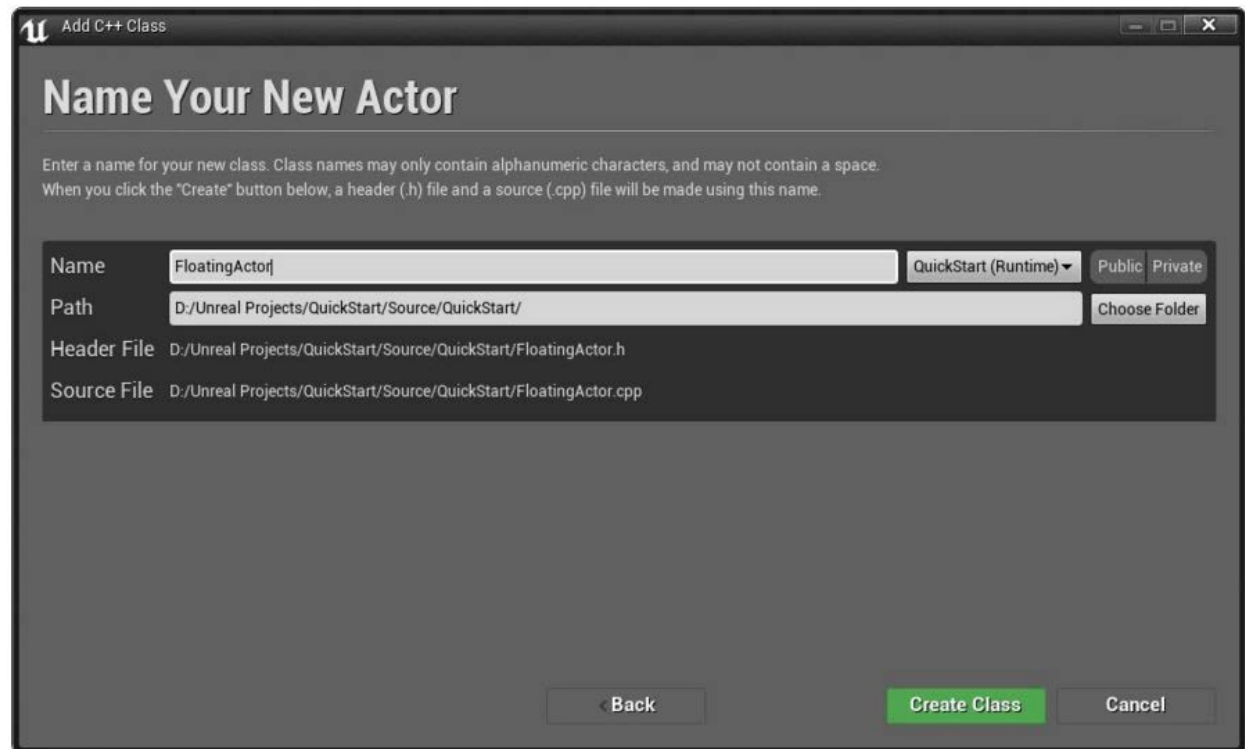 Add C++ Class
Name Your New Actor
Enter a name for your new class. Class names may only contain alphanumeric characters, and may not contain a space.
When you click the "Create" button below, a header (.h) file and a source (.cpp) file will be made using this name.
Name FloatingActor QuickStart (Runtime) Public Private
Path D:/Unreal Projects/QuickStart/Source/QuickStart/ Choose Folder
Header File D:/Unreal Projects/QuickStart/Source/QuickStart/FloatingActor.h
Source File D:/Unreal Projects/QuickStart/Source/QuickStart/FloatingActor.cpp
Back Create Class Cancel